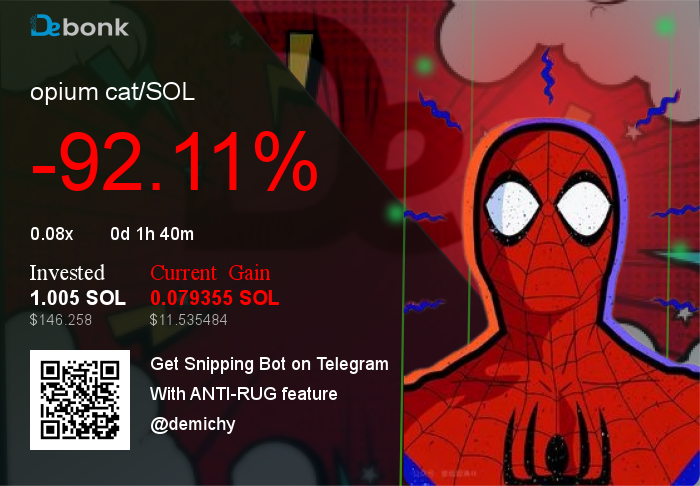 Debonk
opium cat/SOL
-92.11%
0.08x 0d 1h 40m
Invested Current Gain
1.005 SOL 0.079355 SOL
$146.258 $11.535484
Get Snipping Bot on Telegram
With ANTI-RUG feature
@demichy